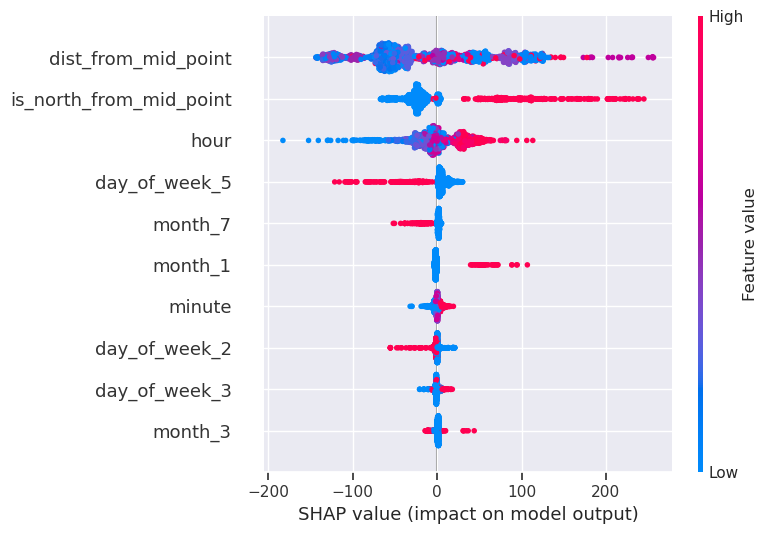 High
dist_from_mid_point
is_north_from_mid_point
hour
day_of_week_5
month_7
month_1
minute
day_of_week_2
day_of_week_3
month_3
Feature value
Low
−200
−100
0
100
200
SHAP value (impact on model output)